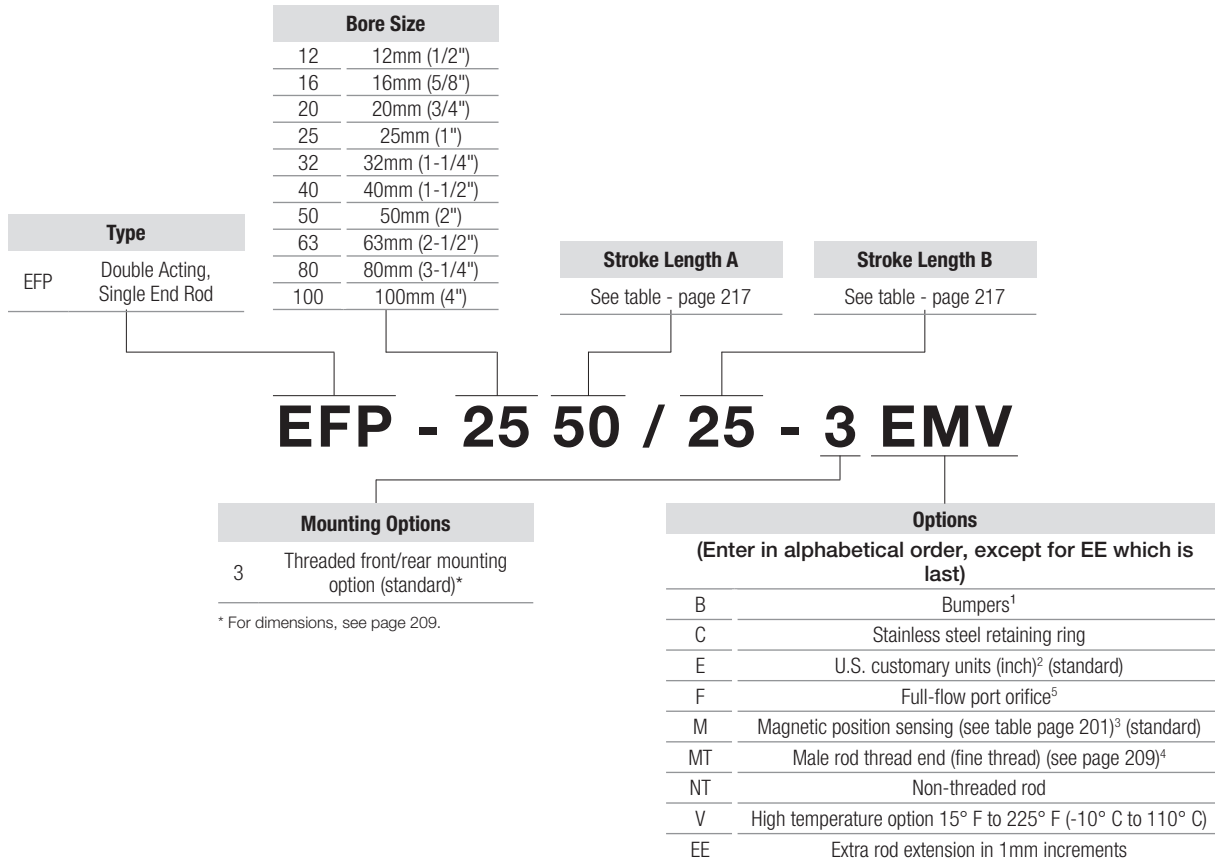 Bore Size
12 12mm (1/2")
16 16mm (5/8")
20 20mm (3/4")
25 25mm (1")
32 32mm (1-1/4")
40 40mm (1-1/2")
50 50mm (2")
63 63mm (2-1/2")
80 80mm (3-1/4")
100 100mm (4")
Type
EFP Double Acting,
Single End Rod
Stroke Length A
See table - page 217
Stroke Length B
See table - page 217
EFP - 25 50 / 25 - 3 EMV
Mounting Options
3 Threaded front/rear mounting
option (standard)*
* For dimensions, see page 209.
Options
(Enter in alphabetical order, except for EE which is
last)
B Bumpers¹
C Stainless steel retaining ring
E U.S. customary units (inch)² (standard)
F Full-flow port orifice⁵
M Magnetic position sensing (see table page 201)³ (standard)
MT Male rod thread end (fine thread) (see page 209)⁴
NT Non-threaded rod
V High temperature option 15° F to 225° F (-10° C to 110° C)
EE Extra rod extension in 1mm increments